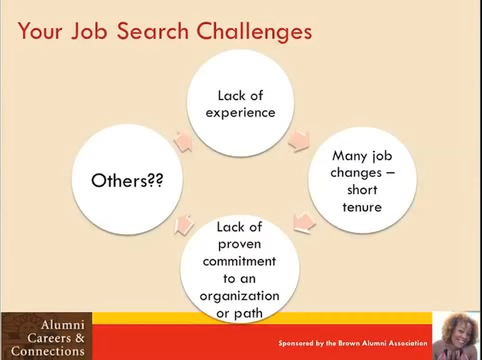 Your Job Search Challenges
Lack of
experience
Many job
changes –
short
tenure
Lack of
proven
commitment
to an
organization
or path
Others??
Alumni
Careers &
Connections
Sponsored by the Brown Alumni Association